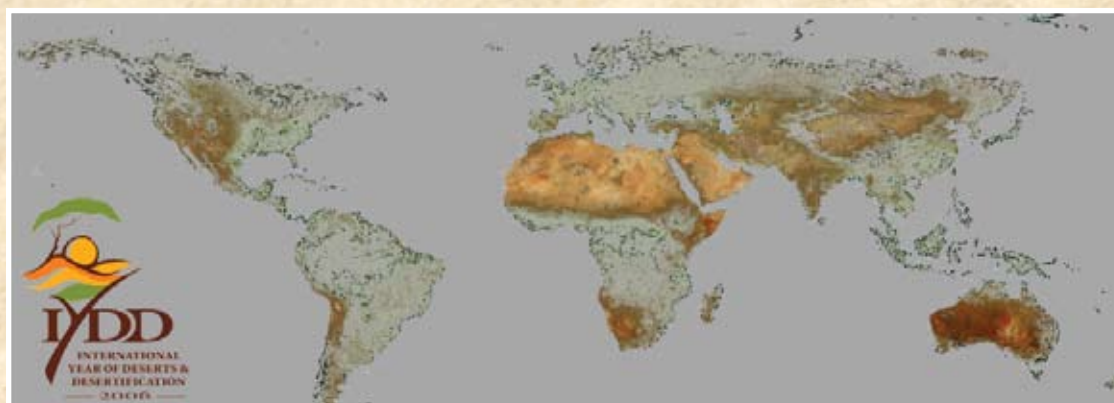 IYDD
INTERNATIONAL
YEAR OF DESERTS &
DESERTIFICATION
2006